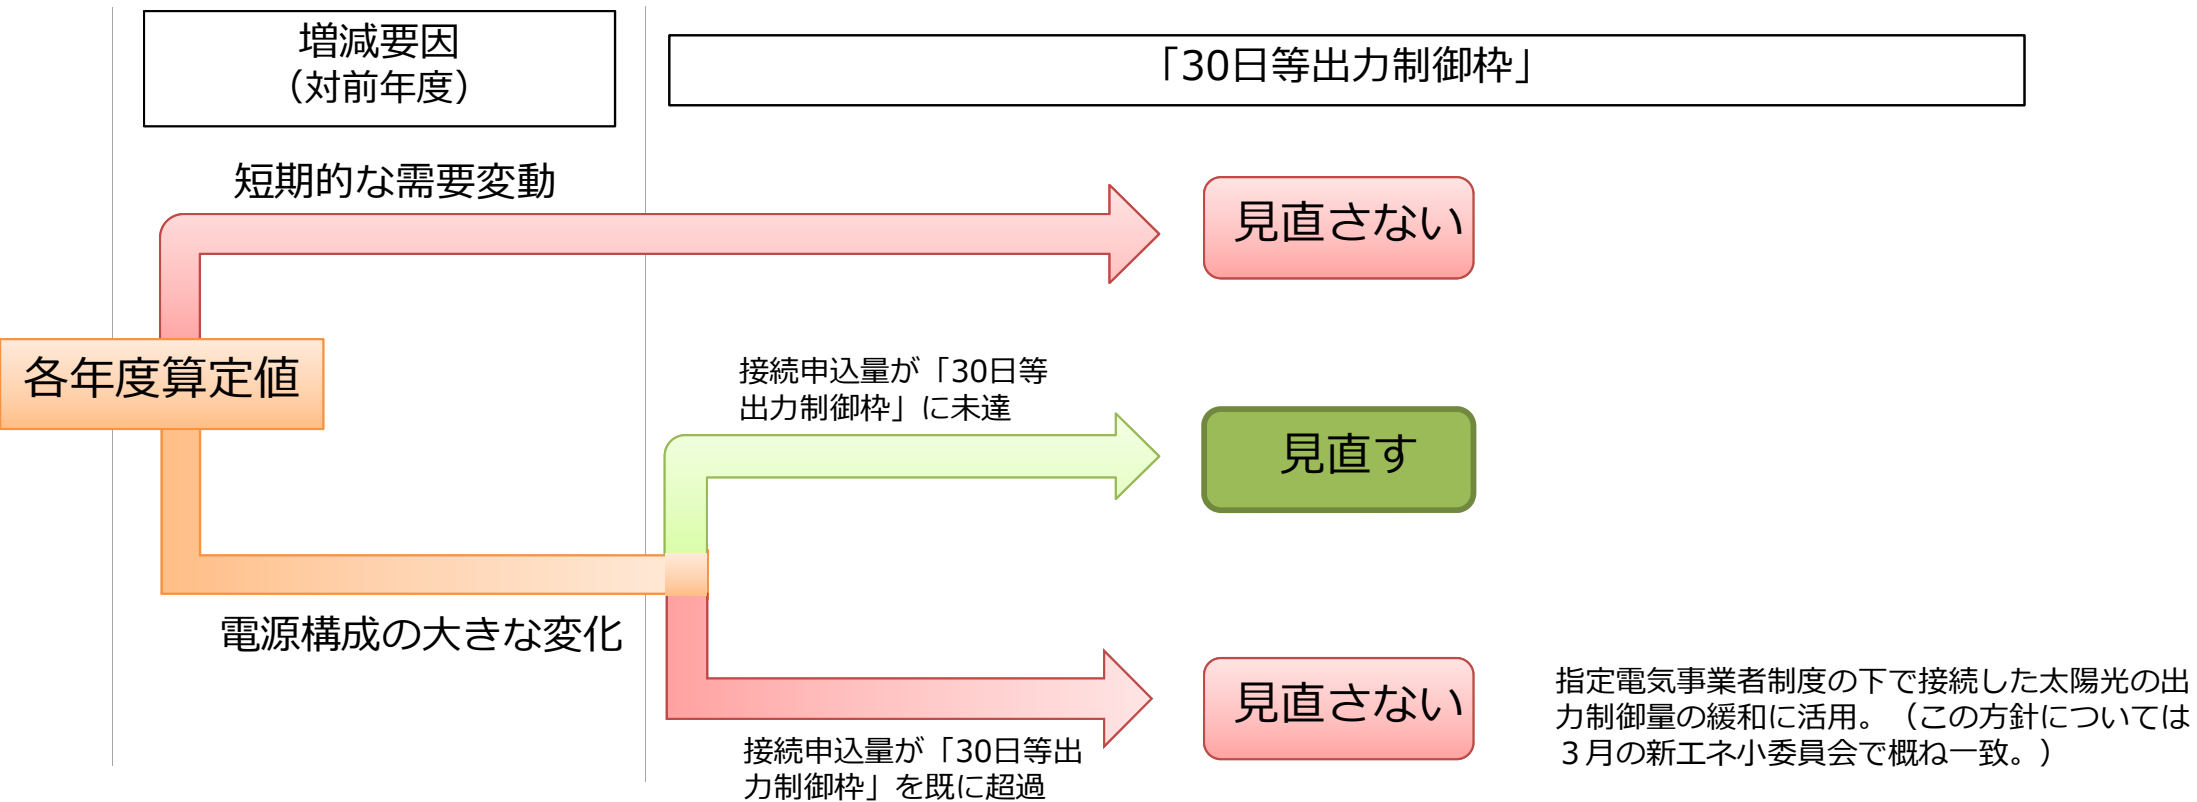 増減要因
（対前年度）
「30日等出力制御枠」
短期的な需要変動
見直さない
各年度算定値
接続申込量が「30日等
出力制御枠」に未達
見直す
電源構成の大きな変化
見直さない
接続申込量が「30日等出
力制御枠」を既に超過
指定電気事業者制度の下で接続した太陽光の出
力制御量の緩和に活用。（この方針については
３月の新エネ小委員会で概ね一致。）